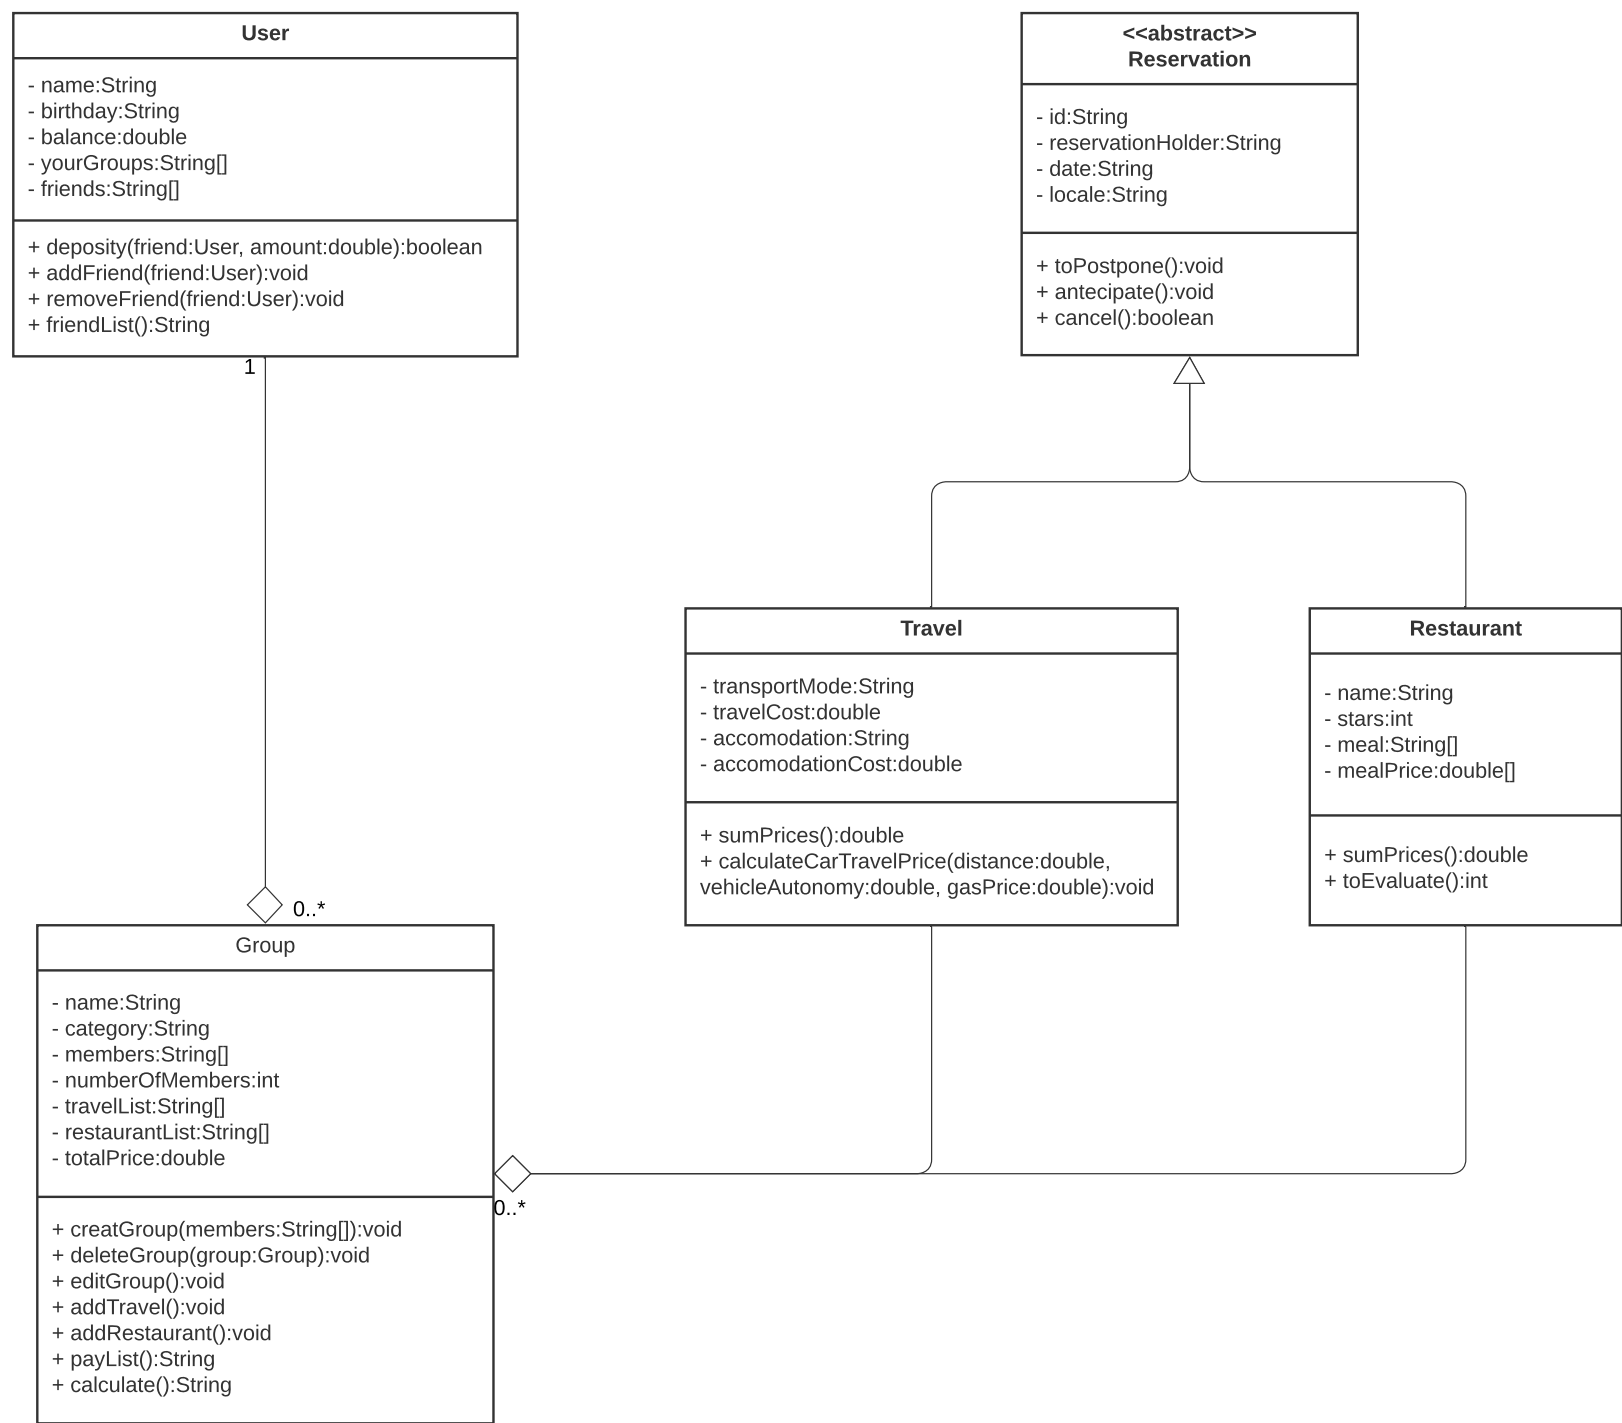 User
- name:String
- birthday:String
- balance:double
- yourGroups:String[]
- friends:String[]
+ deposity(friend:User, amount:double):boolean
+ addFriend(friend:User):void
+ removeFriend(friend:User):void
+ friendList():String
1
<<abstract>>
Reservation
- id:String
- reservationHolder:String
- date:String
- locale:String
+ toPostpone():void
+ antecipate():void
+ cancel():boolean
Travel
- transportMode:String
- travelCost:double
- accomodation:String
- accomodationCost:double
+ sumPrices():double
+ calculateCarTravelPrice(distance:double,
vehicleAutonomy:double, gasPrice:double):void
Restaurant
- name:String
- stars:int
- meal:String[]
- mealPrice:double[]
+ sumPrices():double
+ toEvaluate():int
0..*
Group
- name:String
- category:String
- members:String[]
- numberOfMembers:int
- travelList:String[]
- restaurantList:String[]
- totalPrice:double
0..*
+ creatGroup(members:String[]):void
+ deleteGroup(group:Group):void
+ editGroup():void
+ addTravel():void
+ addRestaurant():void
+ payList():String
+ calculate():String